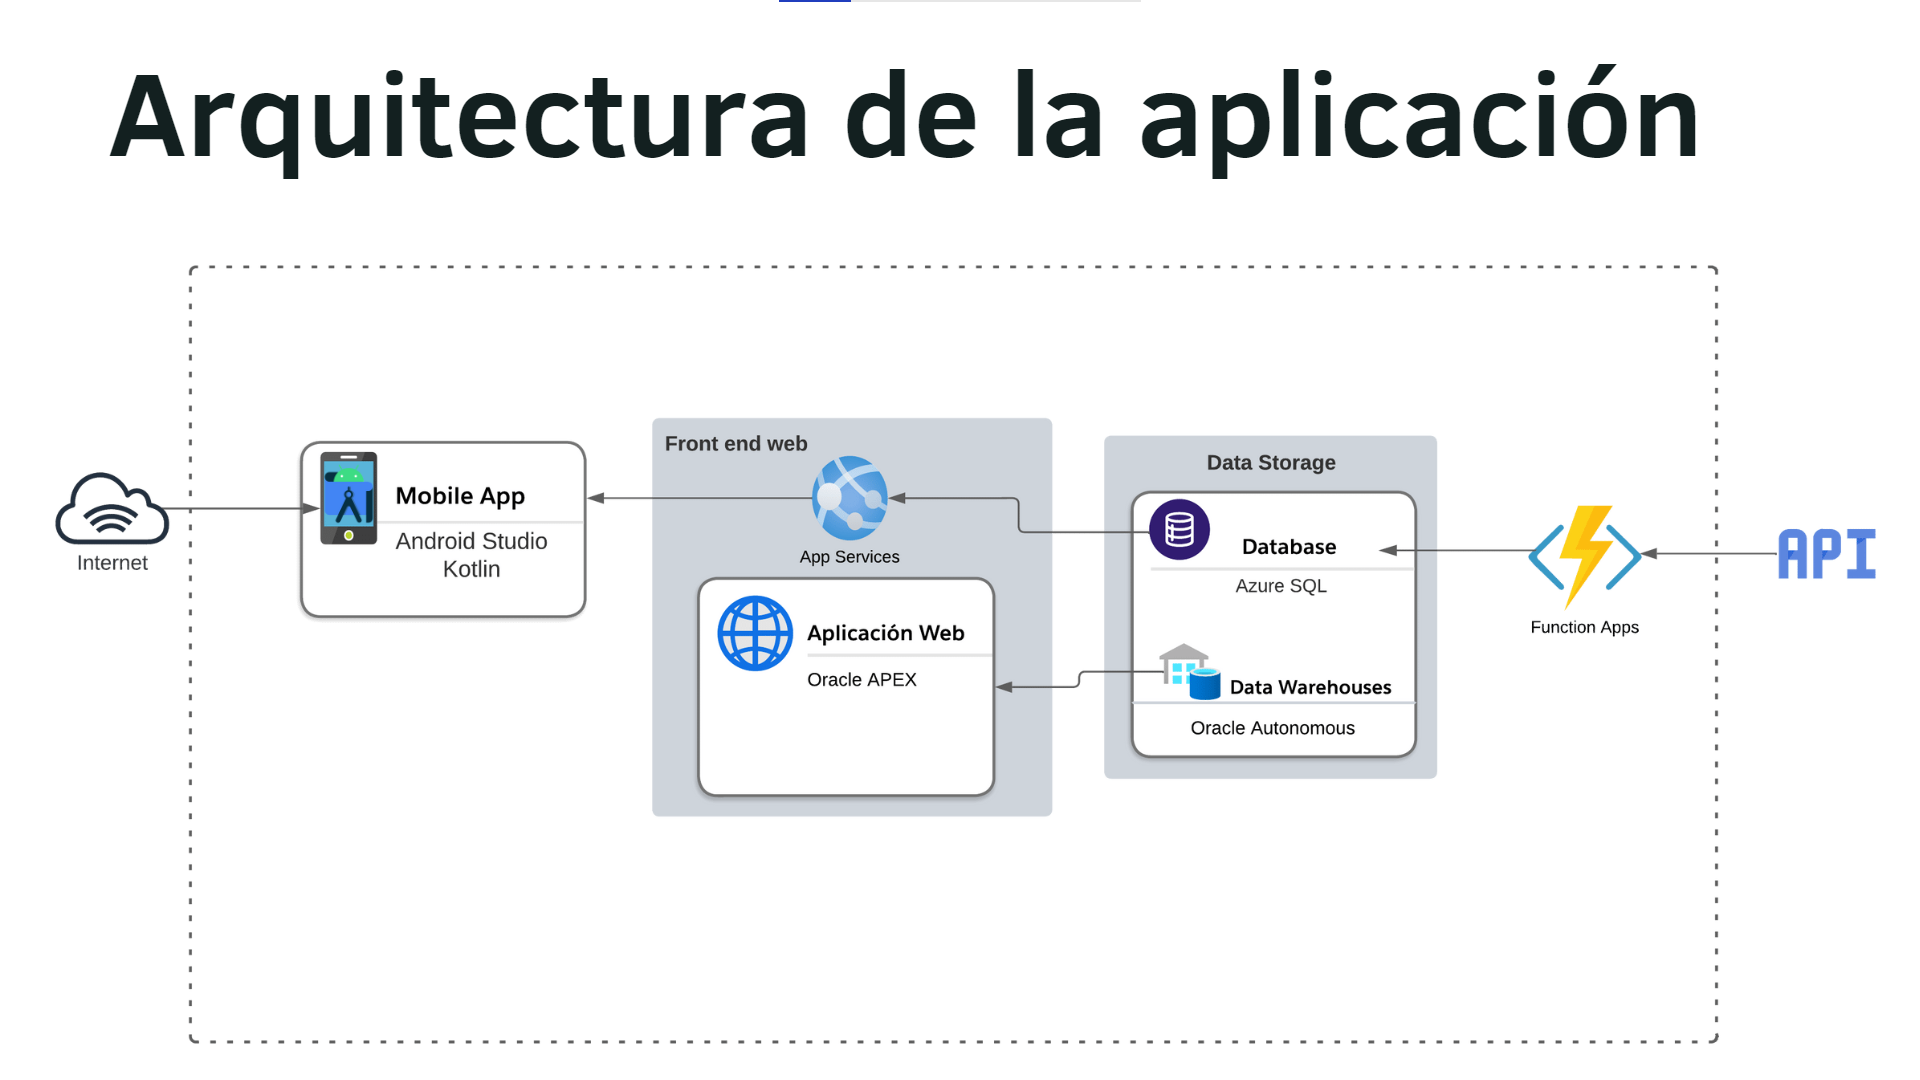 Arquitectura de la aplicación
Internet
Mobile App
Android Studio
Kotlin
Front end web
App Services
Aplicación Web
Oracle APEX
Data Storage
Database
Azure SQL
Data Warehouses
Oracle Autonomous
Function Apps
API